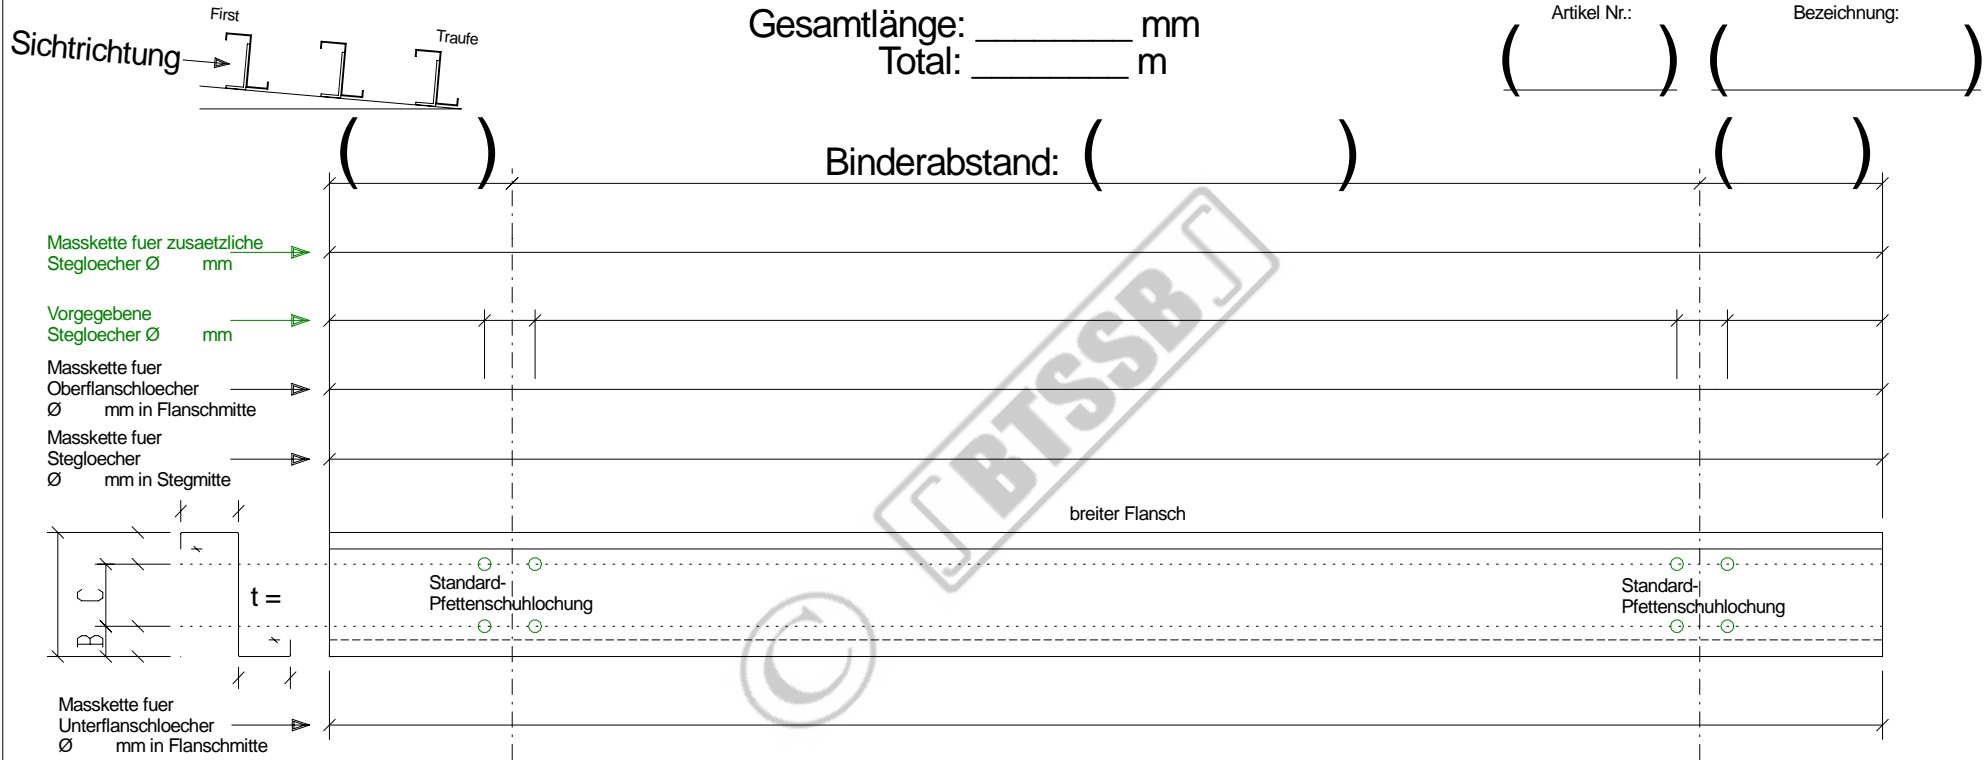 First
Sichtrichtung
Traufe
Gesamtlänge: ________ mm
Total: ________ m
Artikel Nr.:
Bezeichnung:
( )
( )
( )
Binderabstand: ( )
( )
Masskette fuer zusaetzliche
Stegloecher Ø mm
Vorgegebene
Stegloecher Ø mm
Masskette fuer
Oberflanschloecher
Ø mm in Flanschmitte
Masskette fuer
Stegloecher
Ø mm in Stegmitte
breiter Flansch
C
B
t =
Standard-
Pfettenschuhlochung
Standard-
Pfettenschuhlochung
© BTSSB
Masskette fuer
Unterflanschloecher
Ø mm in Flanschmitte